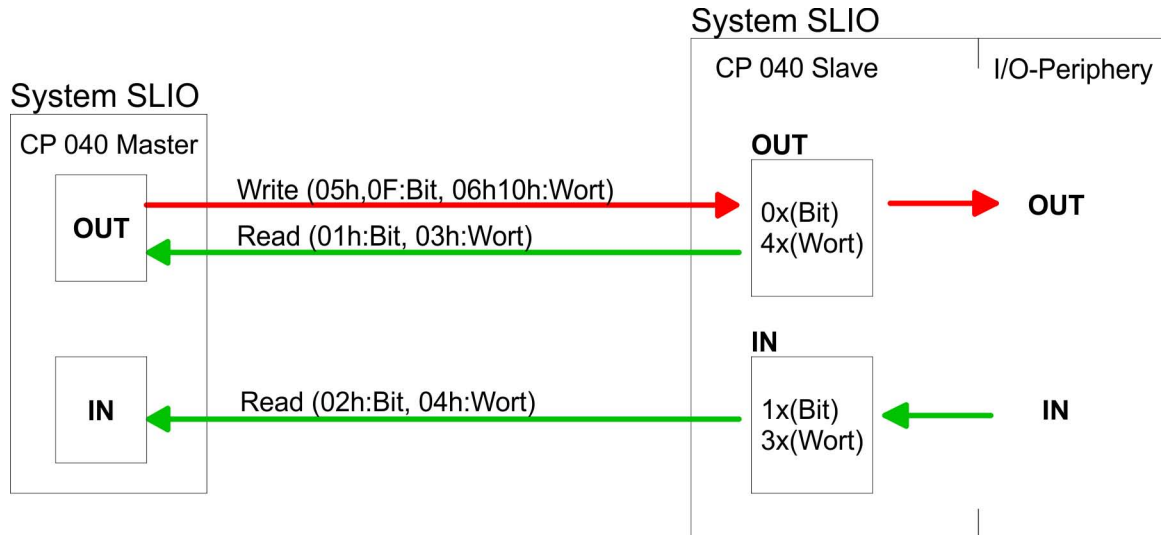 System SLIO
CP 040 Slave
I/O-Periphery
System SLIO
CP 040 Master
OUT
Write (05h,0F:Bit, 06h10h:Wort)
Read (01h:Bit, 03h:Wort)
OUT
0x(Bit)
4x(Wort)
OUT
IN
Read (02h:Bit, 04h:Wort)
IN
1x(Bit)
3x(Wort)
IN